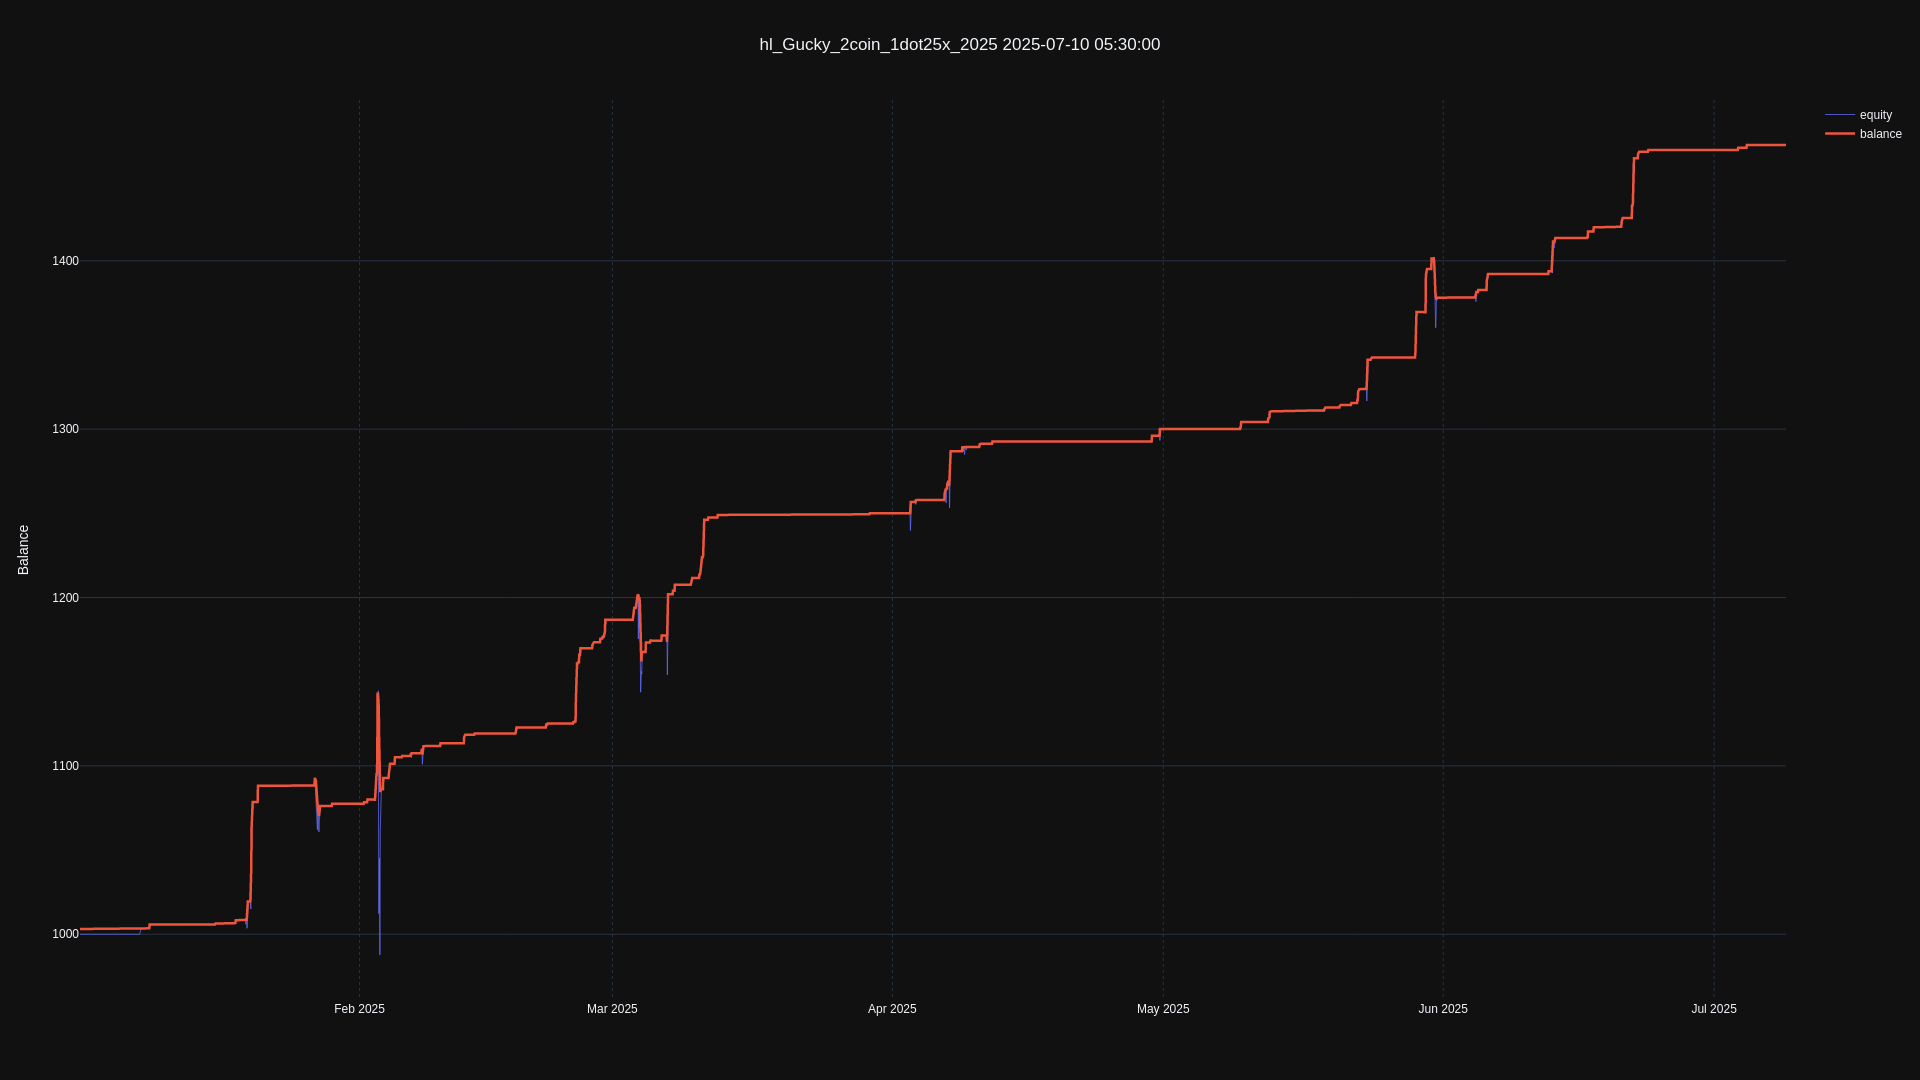 hl_Gucky_2coin_1dot25x_2025 2025-07-10 05:30:00
equity
balance
1400
1300
1200
1100
1000
Balance
Feb 2025
Mar 2025
Apr 2025
May 2025
Jun 2025
Jul 2025